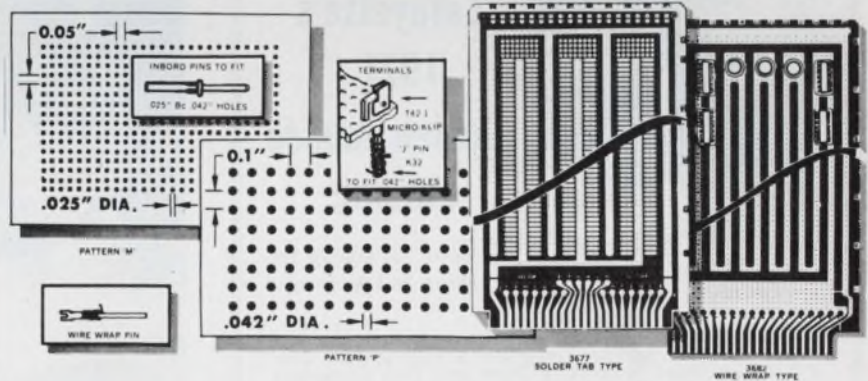 0.05"
INBORD PINS TO FIT
.025" Bc .042" HOLES
.025" DIA.
PATTERN 'M'
WIRE WRAP PIN
TERMINALS
T42-1
MICRO KLIP
'J' PIN
K32
TO FIT .042" HOLES
0.1"
.042" DIA.
PATTERN 'P'
3677
SOLDER TAB TYPE
3682
WIRE WRAP TYPE